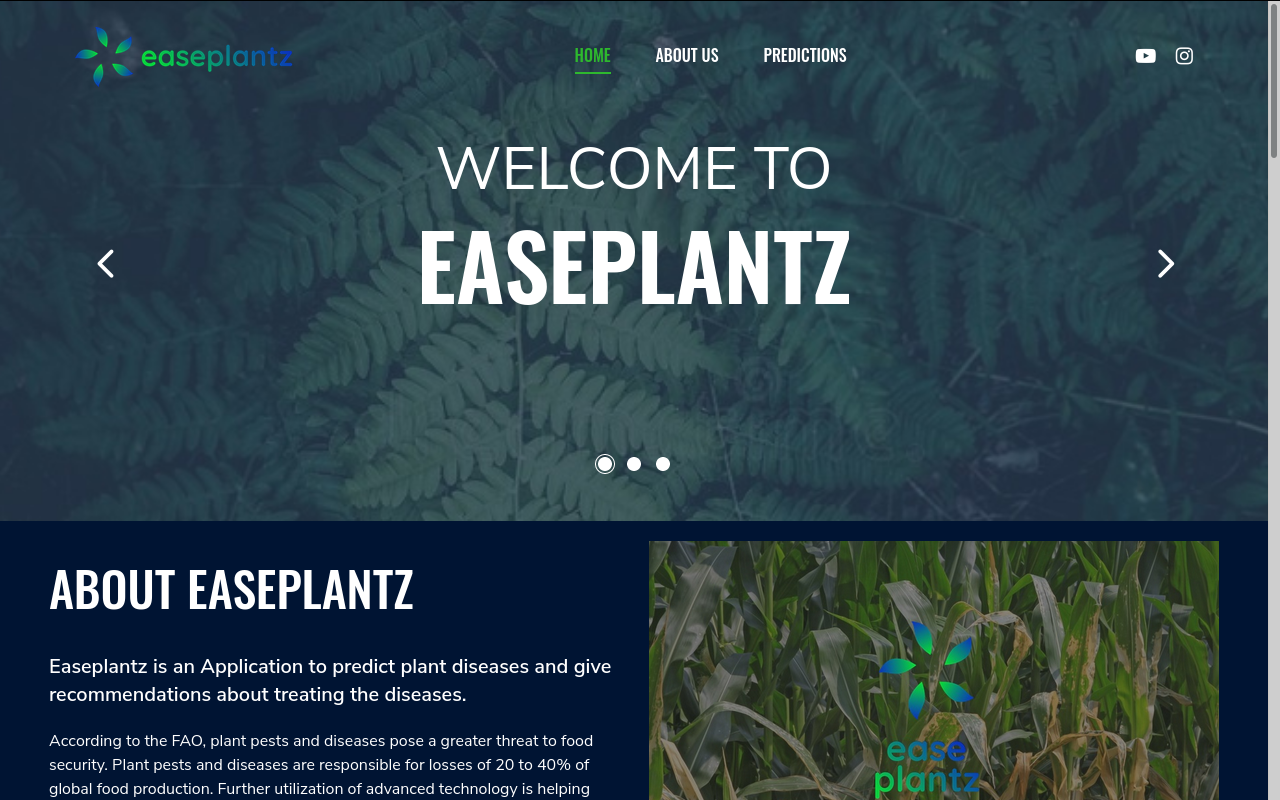 easeplantz
HOME
ABOUT US
PREDICTIONS
WELCOME TO
EASEPLANTZ
ABOUT EASEPLANTZ
Easeplantz is an Application to predict plant diseases and give
recommendations about treating the diseases.
According to the FAO, plant pests and diseases pose a greater threat to food
security. Plant pests and diseases are responsible for losses of 20 to 40% of
global food production. Further utilization of advanced technology is helping
ease
plantz